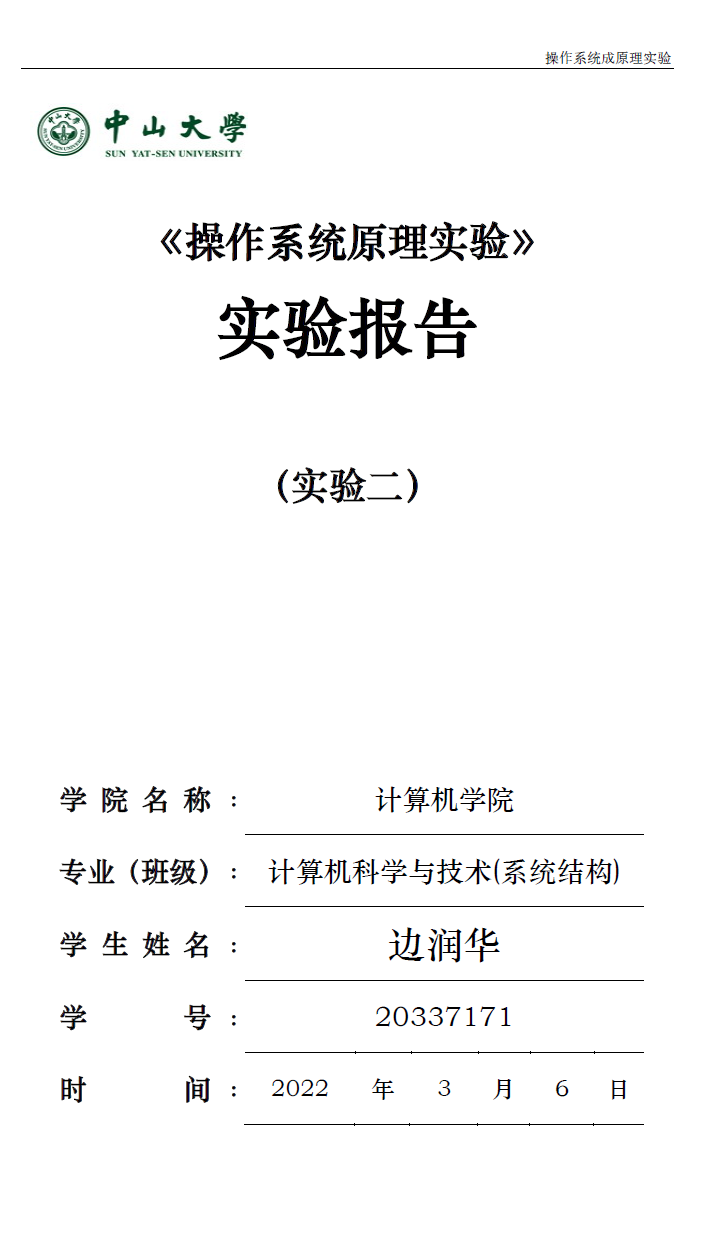 操作系统成原理实验
中山大學
SUN YAT-SEN UNIVERSITY
《操作系统原理实验》
实验报告
（实验二）
学院名称：计算机学院
专业（班级）：计算机科学与技术(系统结构)
学生姓名：边润华
学号：20337171
时间：2022 年 3 月 6 日